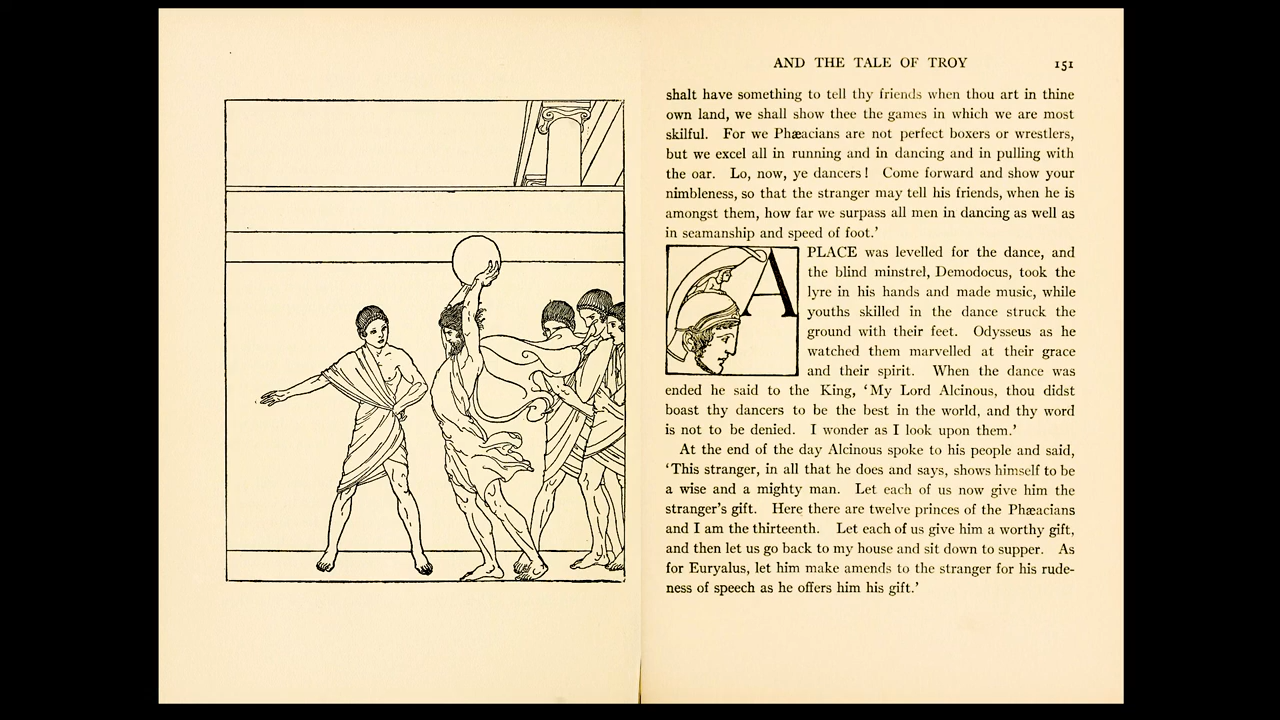 AND THE TALE OF TROY 151
shalt have something to tell thy friends when thou art in thine
own land, we shall show thee the games in which we are most
skilful. For we Phæacians are not perfect boxers or wrestlers,
but we excel all in running and in dancing and in pulling with
the oar. Lo, now, ye dancers! Come forward and show your
nimbleness, so that the stranger may tell his friends, when he is
amongst them, how far we surpass all men in dancing as well as
in seamanship and speed of foot.’
A PLACE was levelled for the dance, and
the blind minstrel, Demodocus, took the
lyre in his hands and made music, while
youths skilled in the dance struck the
ground with their feet. Odysseus as he
watched them marvelled at their grace
and their spirit. When the dance was
ended he said to the King, ‘My Lord Alcinous, thou didst
boast thy dancers to be the best in the world, and thy word
is not to be denied. I wonder as I look upon them.’
At the end of the day Alcinous spoke to his people and said,
‘This stranger, in all that he does and says, shows himself to be
a wise and a mighty man. Let each of us now give him the
stranger’s gift. Here there are twelve princes of the Phæacians
and I am the thirteenth. Let each of us give him a worthy gift,
and then let us go back to my house and sit down to supper. As
for Euryalus, let him make amends to the stranger for his rude-
ness of speech as he offers him his gift.’